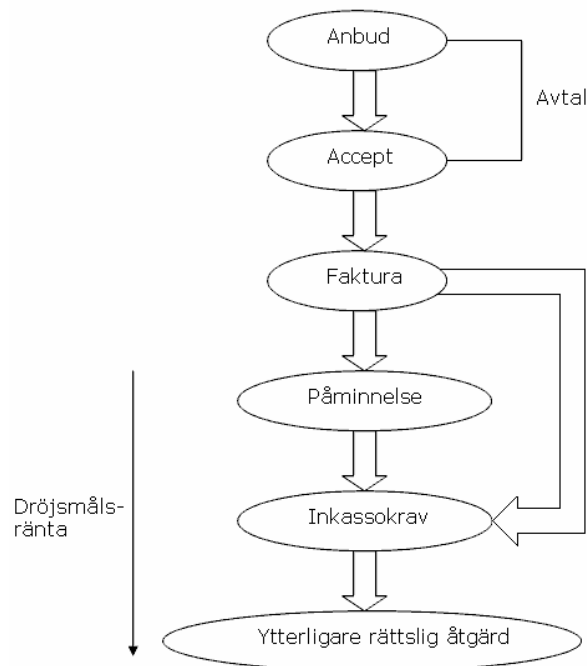 Anbud
Avtal
Accept
Faktura
Påminnelse
Dröjsmåls-
ränta
Inkassokrav
Ytterligare rättslig åtgärd